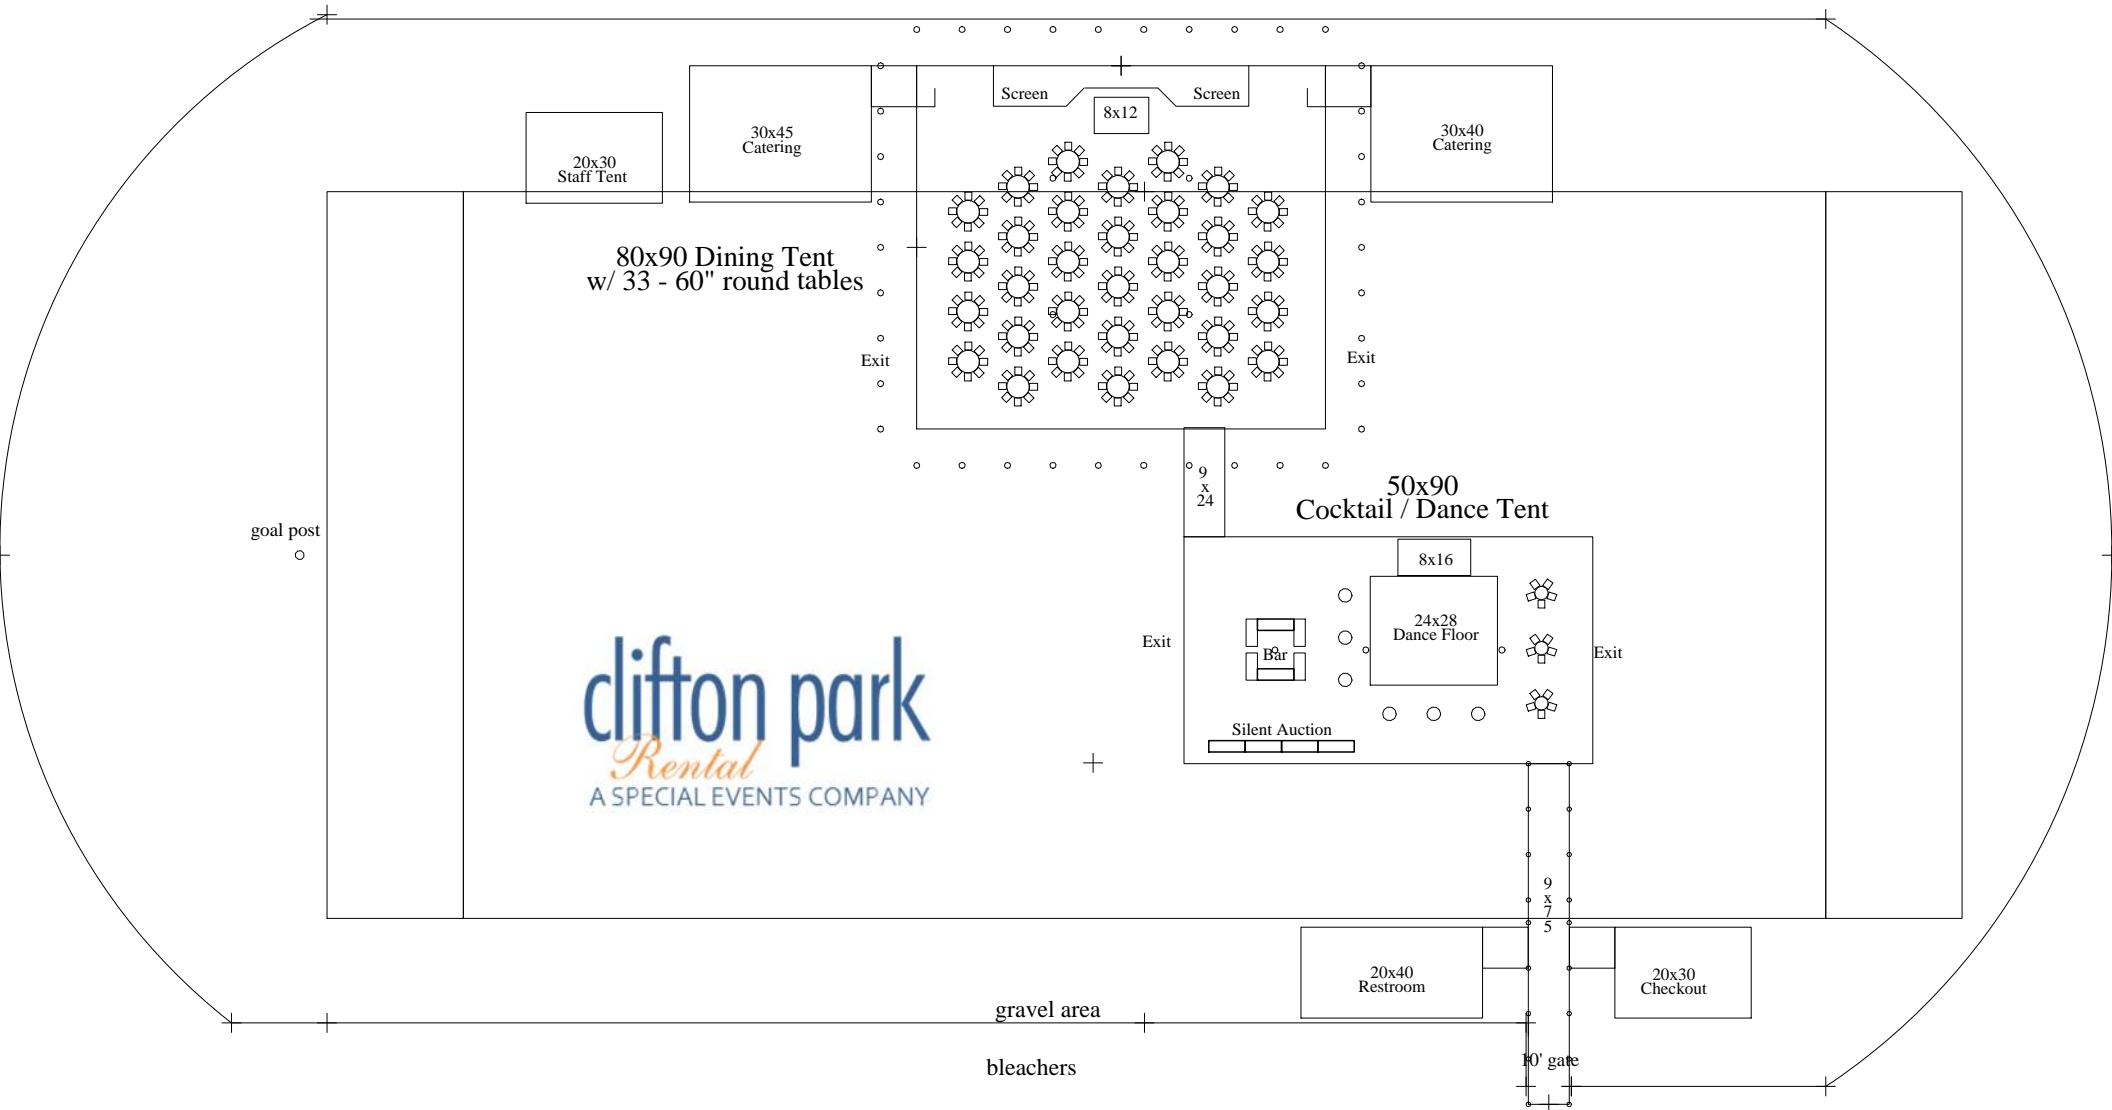 Screen
Screen
8x12
30x45
Catering
30x40
Catering
20x30
Staff Tent
80x90 Dining Tent
w/ 33 - 60" round tables
Exit
Exit
9
x
24
50x90
Cocktail / Dance Tent
goal post
8x16
24x28
Dance Floor
Exit
Bar
Exit
Silent Auction
clifton park
Rental
A SPECIAL EVENTS COMPANY
9
x
7
5
20x40
Restroom
20x30
Checkout
gravel area
10' gate
bleachers